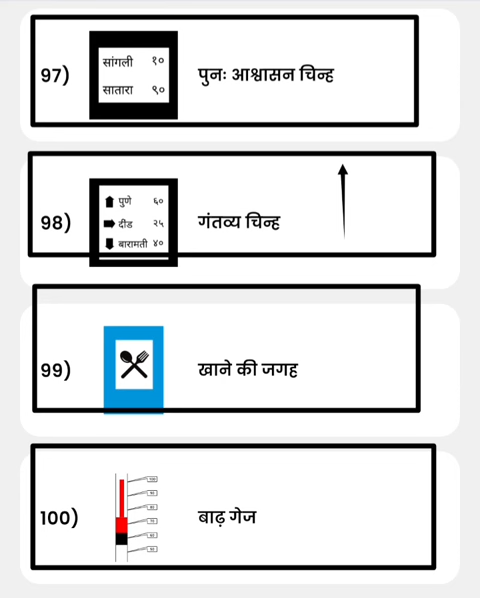 97)
सांगली १०
सातारा ९०
पुनः आश्वासन चिन्ह
98)
पुणे ६०
दौंड २५
बारामती ४०
गंतव्य चिन्ह
99)
खाने की जगह
100)
बाढ़ गेज